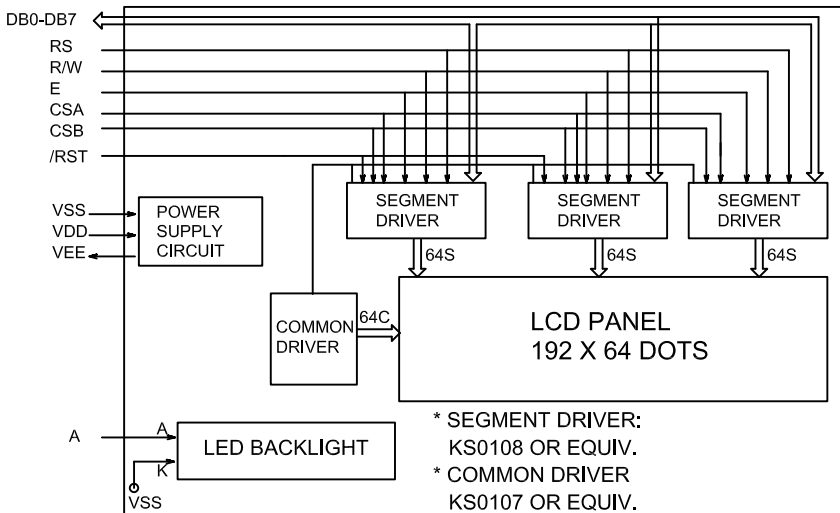 DB0-DB7
RS
R/W
E
CSA
CSB
/RST
SEGMENT
DRIVER
SEGMENT
DRIVER
SEGMENT
DRIVER
VSS
VDD
VEE
POWER
SUPPLY
CIRCUIT
64S
64S
64S
COMMON
DRIVER
64C
LCD PANEL
192 X 64 DOTS
A
A
K
VSS
LED BACKLIGHT
* SEGMENT DRIVER:
KS0108 OR EQUIV.
* COMMON DRIVER
KS0107 OR EQUIV.